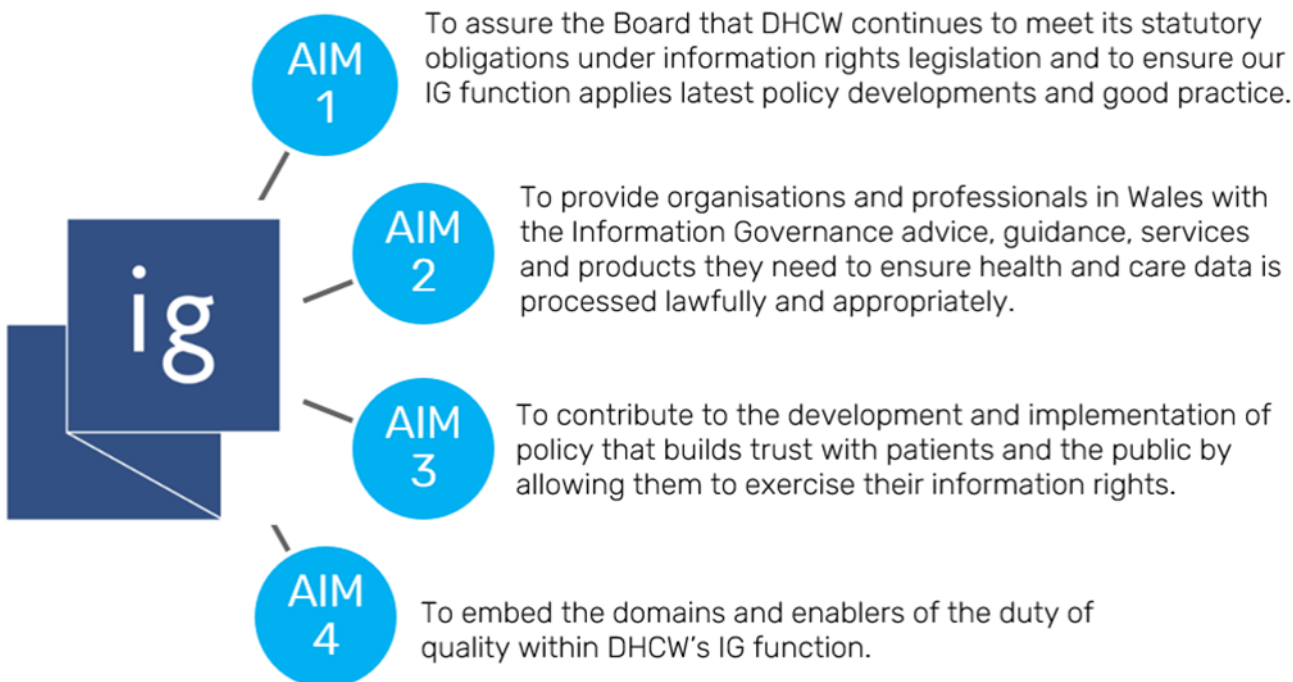 AIM
1
To assure the Board that DHCW continues to meet its statutory
obligations under information rights legislation and to ensure our
IG function applies latest policy developments and good practice.
ig
AIM
2
To provide organisations and professionals in Wales with
the Information Governance advice, guidance, services
and products they need to ensure health and care data is
processed lawfully and appropriately.
AIM
3
To contribute to the development and implementation of
policy that builds trust with patients and the public by
allowing them to exercise their information rights.
AIM
4
To embed the domains and enablers of the duty of
quality within DHCW's IG function.